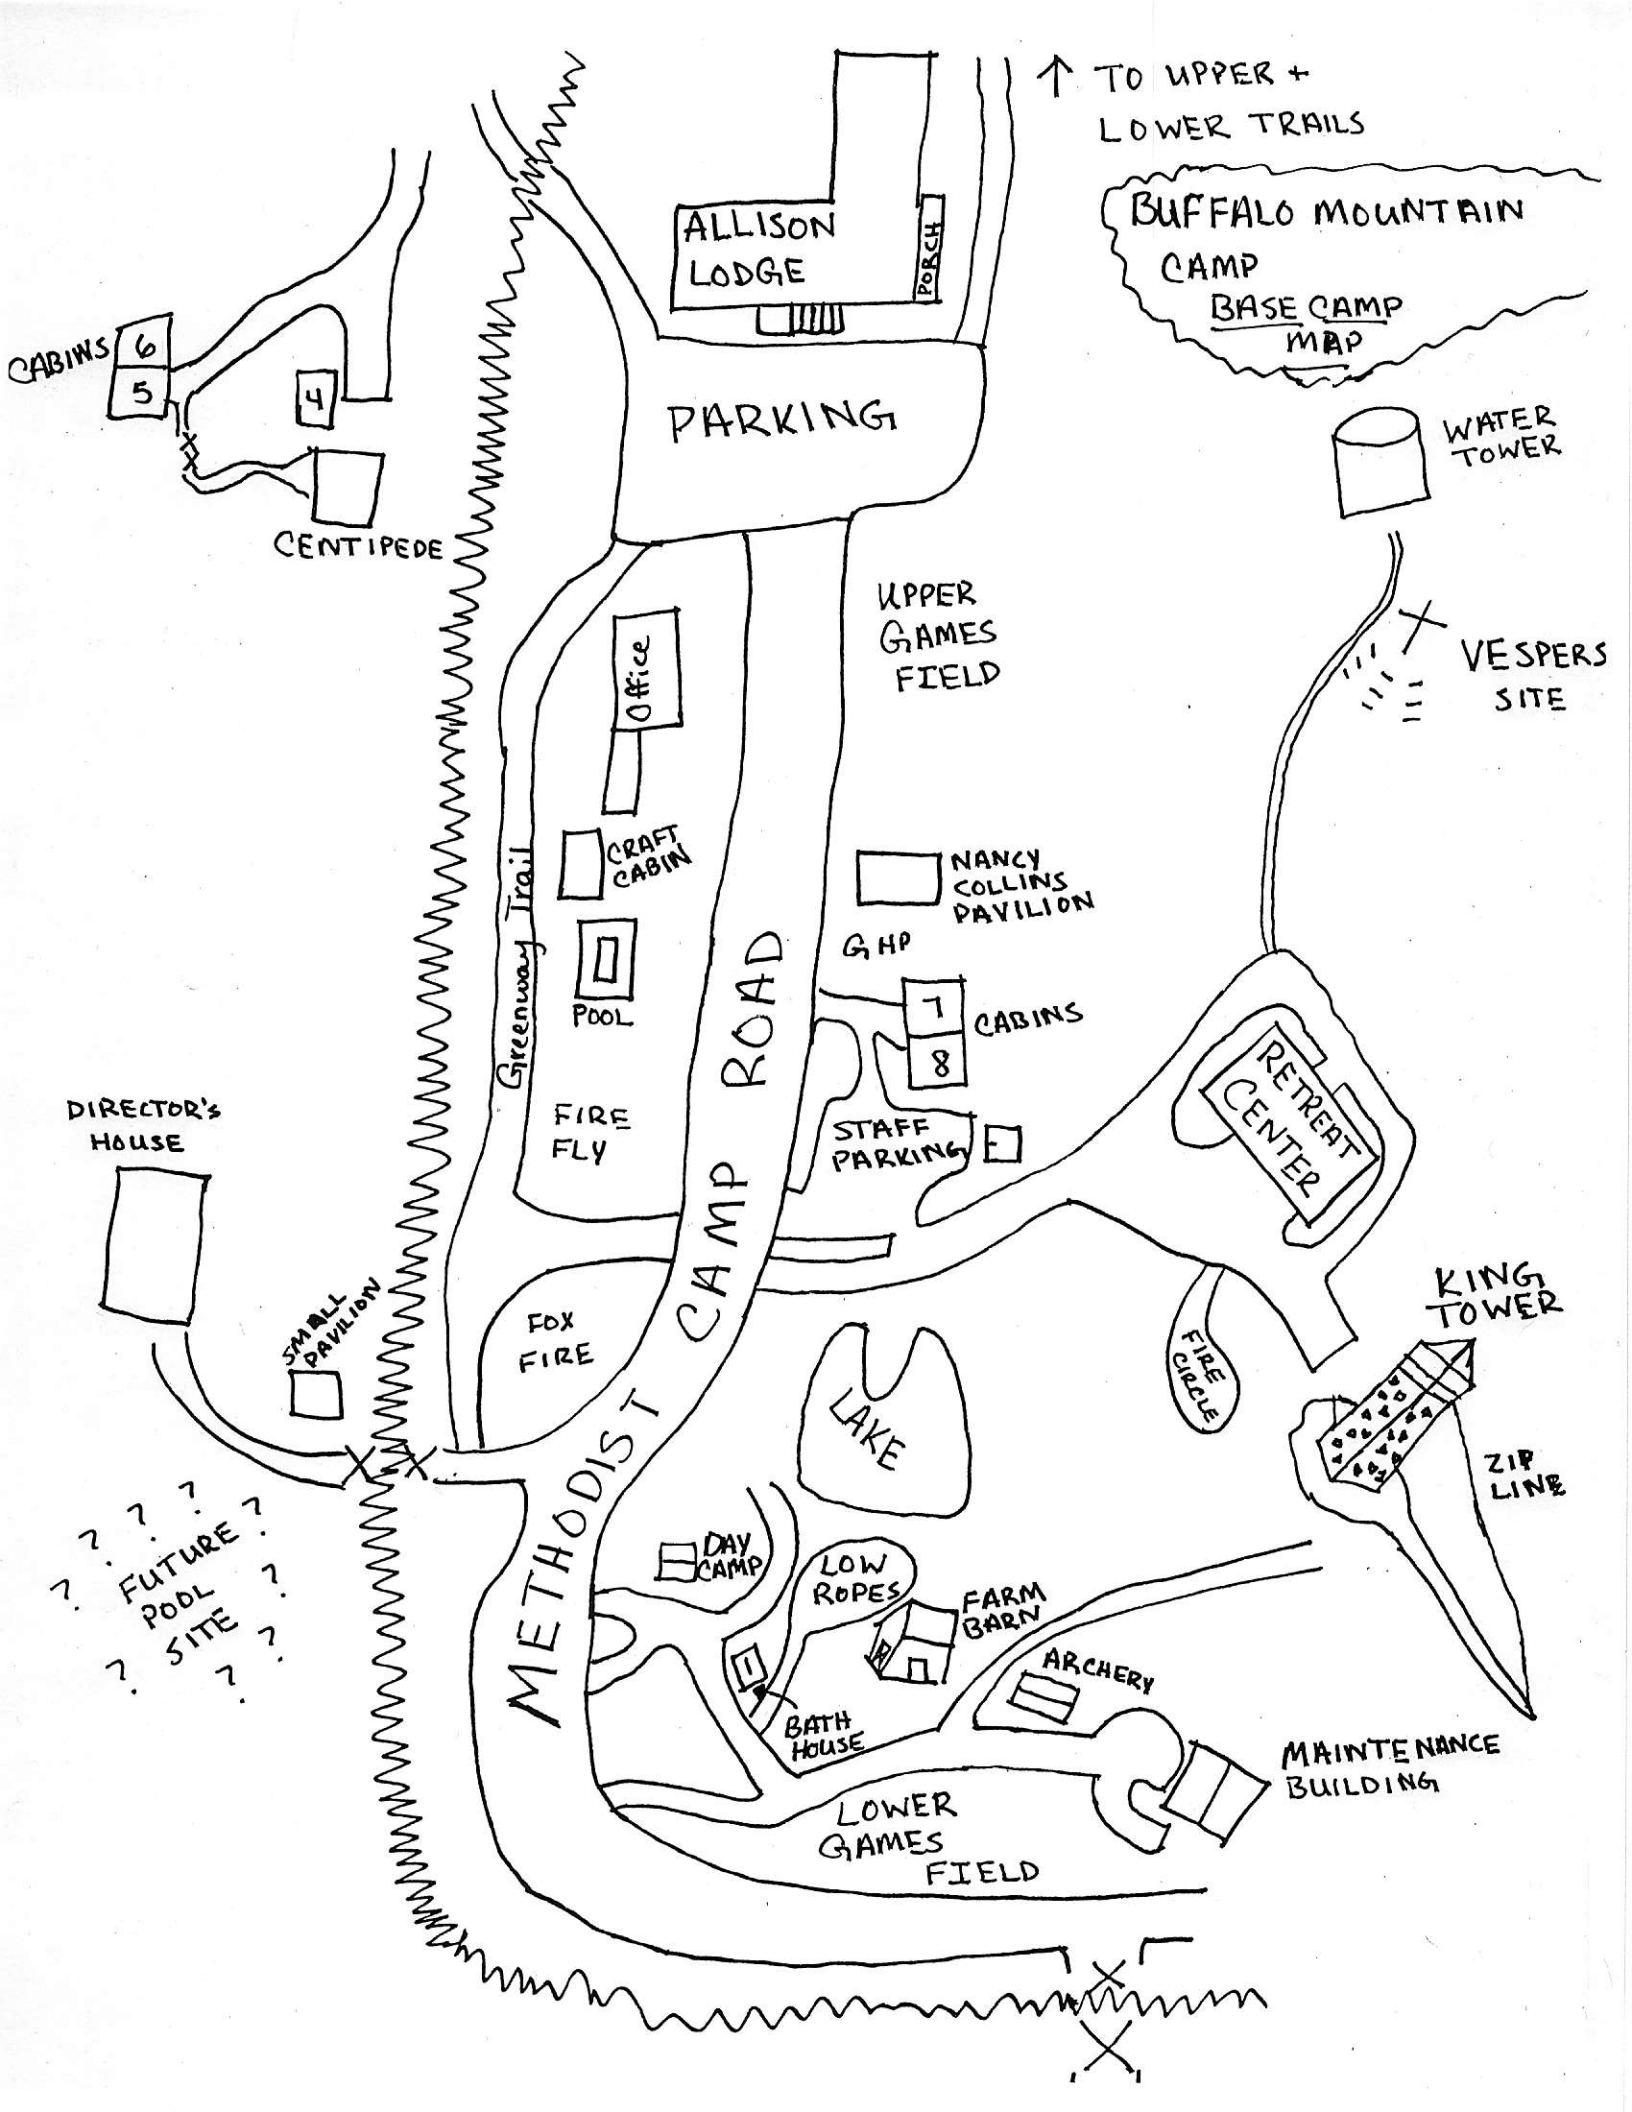 ↑ TO UPPER +
LOWER TRAILS
BUFFALO MOUNTAIN
CAMP
BASE CAMP
MAP
ALLISON
LODGE
PORCH
CABINS
6
5
4
CENTIPEDE
PARKING
WATER
TOWER
VESPERS
SITE
UPPER
GAMES
FIELD
Office
CRAFT
CABIN
POOL
Greenway Trail
NANCY
COLLINS
PAVILION
GHP
7
8
CABINS
STAFF
PARKING
RETREAT
CENTER
FIRE
FLY
DIRECTOR'S
HOUSE
SMALL
PAVILION
FOX
FIRE
METHODIST CAMP ROAD
LAKE
FIRE
CIRCLE
KING
TOWER
ZIP
LINE
? ? ? ? ?
FUTURE ?
POOL ?
SITE ?
? ?
DAY
CAMP
LOW
ROPES
FARM
BARN
1
BATH
HOUSE
ARCHERY
MAINTENANCE
BUILDING
LOWER
GAMES
FIELD